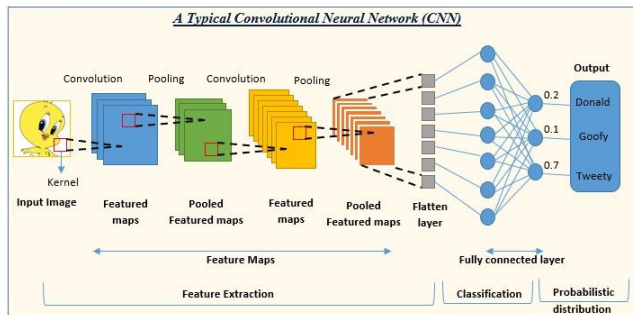 A Typical Convolutional Neural Network (CNN)
Convolution
Pooling
Convolution
Pooling
Output
Donald
Goofy
Tweety
0.2
0.1
0.7
Kernel
Input Image
Featured
maps
Pooled
Featured maps
Featured
maps
Pooled
Featured maps
Flatten
layer
Feature Maps
Fully connected layer
Feature Extraction
Classification
Probabilistic
distribution